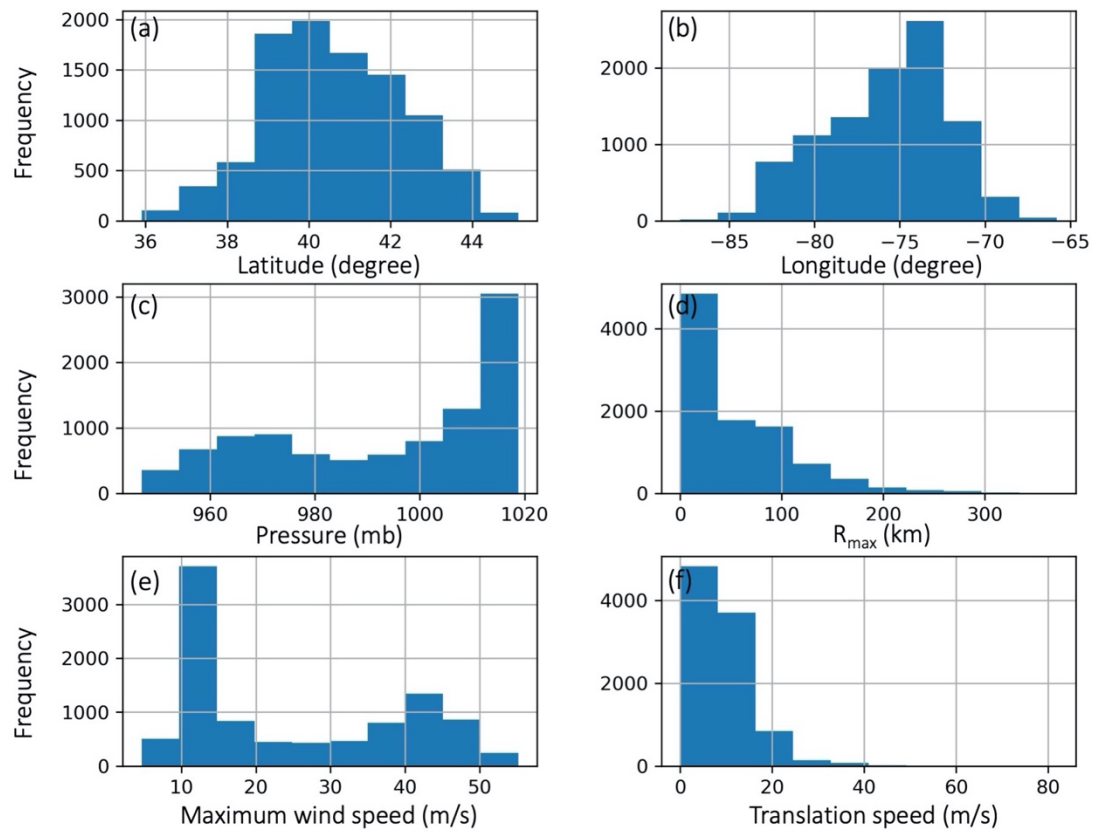 (a)
2000
1500
1000
500
0
Frequency
36 38 40 42 44
Latitude (degree)
(b)
2000
1000
0
−85 −80 −75 −70 −65
Longitude (degree)
(c)
3000
2000
1000
0
Frequency
960 980 1000 1020
Pressure (mb)
(d)
4000
2000
0
0 100 200 300
Rmax (km)
(e)
3000
2000
1000
0
Frequency
10 20 30 40 50
Maximum wind speed (m/s)
(f)
4000
2000
0
0 20 40 60 80
Translation speed (m/s)